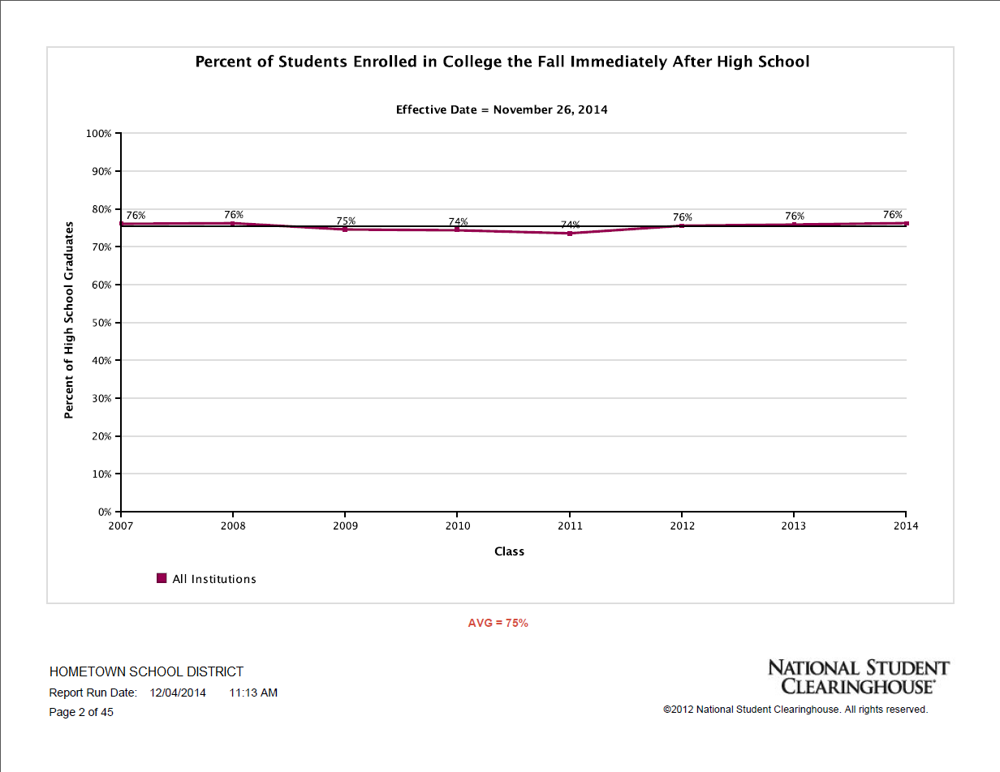 Percent of Students Enrolled in College the Fall Immediately After High School
Effective Date = November 26, 2014
Percent of High School Graduates
100%
90%
80%
70%
60%
50%
40%
30%
20%
10%
0%
76% 76% 75% 74% 74% 76% 76% 76%
2007 2008 2009 2010 2011 2012 2013 2014
Class
All Institutions
AVG = 75%
HOMETOWN SCHOOL DISTRICT
Report Run Date: 12/04/2014 11:13 AM
Page 2 of 45
NATIONAL STUDENT
CLEARINGHOUSE®
©2012 National Student Clearinghouse. All rights reserved.